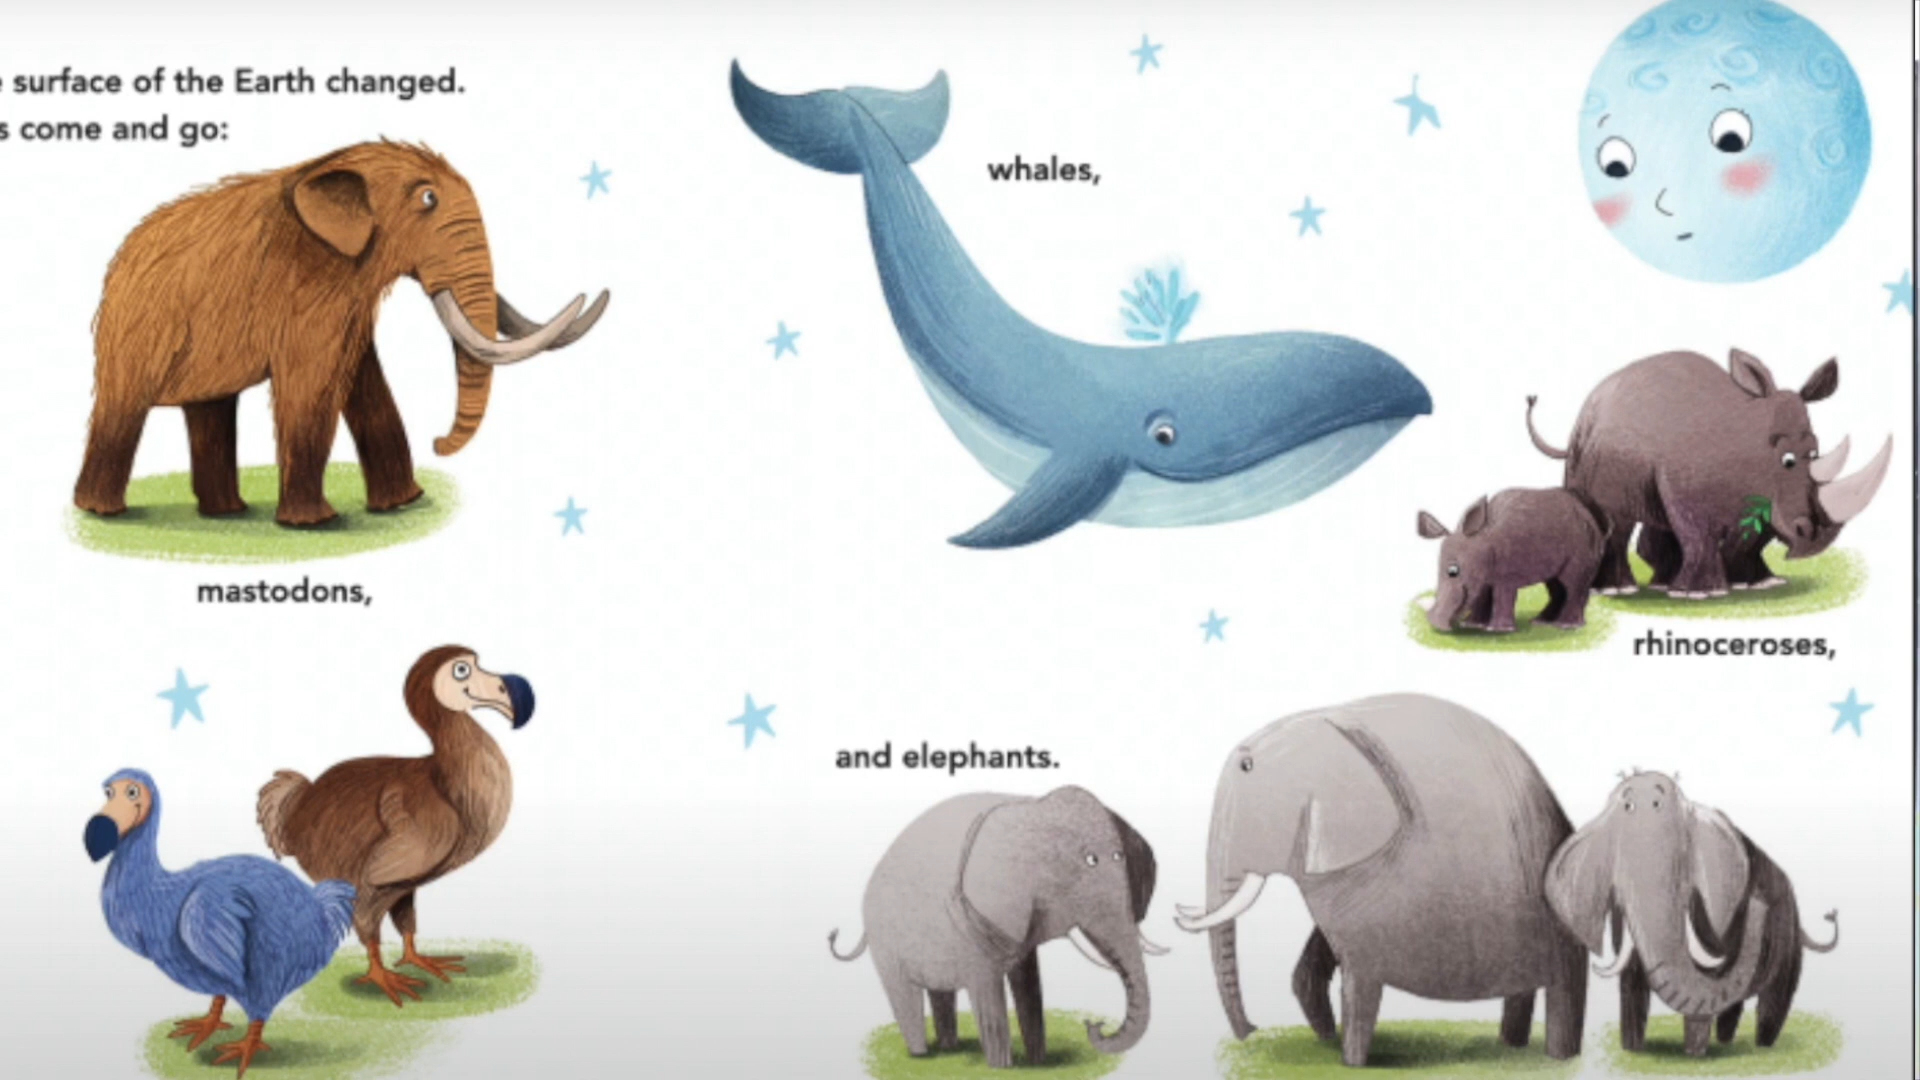 surface of the Earth changed.
come and go:
mastodons,
whales,
rhinoceroses,
and elephants.